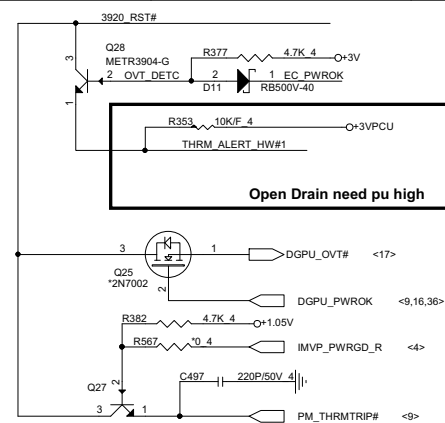 3920_RST#
3
Q28
METR3904-G
2 OVT_DETC
1
R377 4.7K_4
+3V
2 1 EC_PWROK
D11 RB500V-40
R353 10K/F_4
+3VPCU
THRM_ALERT_HW#1
Open Drain need pu high
3 1
DGPU_OVT# <17>
Q25
*2N7002
2
DGPU_PWROK <9,16,36>
R382 4.7K_4
+1.05V
R567 *0_4
IMVP_PWRGD_R <4>
Q27 2
C497 220P/50V_4
3 1
PM_THRMTRIP# <9>